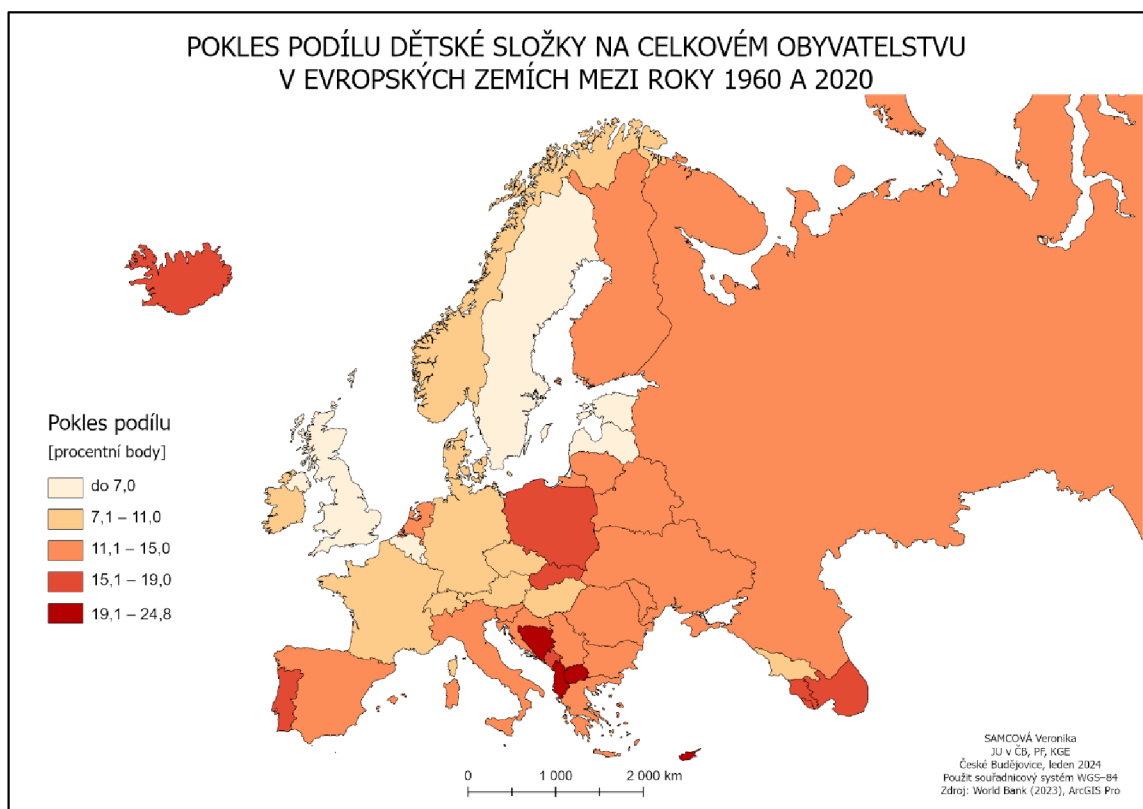 POKLES PODÍLU DĚTSKÉ SLOŽKY NA CELKOVÉM OBYVATELSTVU
V EVROPSKÝCH ZEMÍCH MEZI ROKY 1960 A 2020
Pokles podílu
[procentní body]
do 7,0
7,1 – 11,0
11,1 – 15,0
15,1 – 19,0
19,1 – 24,8
0 1 000 2 000 km
SAMCOVÁ Veronika
JU v ČB, PF, KGE
České Budějovice, leden 2024
Použit souřadnicový systém WGS–84
Zdroj: World Bank (2023), ArcGIS Pro